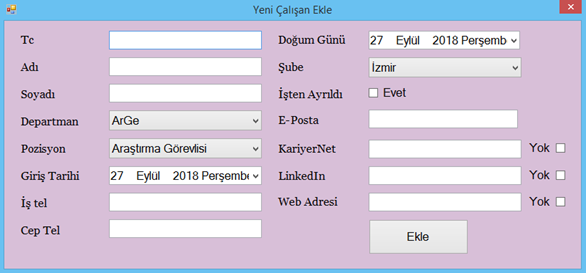 Yeni Çalışan Ekle
Tc
Adı
Soyadı
Departman ArGe
Pozisyon Araştırma Görevlisi
Giriş Tarihi 27 Eylül 2018 Perşembe
İş tel
Cep Tel
Doğum Günü 27 Eylül 2018 Perşemb
Şube İzmir
İşten Ayrıldı Evet
E-Posta
KariyerNet Yok
LinkedIn Yok
Web Adresi Yok
Ekle